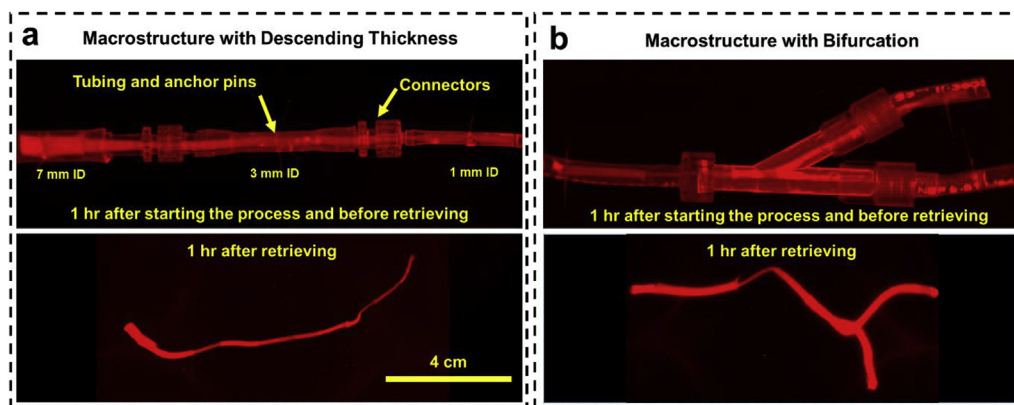 a
Macrostructure with Descending Thickness
Tubing and anchor pins
Connectors
7 mm ID
3 mm ID
1 mm ID
1 hr after starting the process and before retrieving
1 hr after retrieving
4 cm
b
Macrostructure with Bifurcation
1 hr after starting the process and before retrieving
1 hr after retrieving